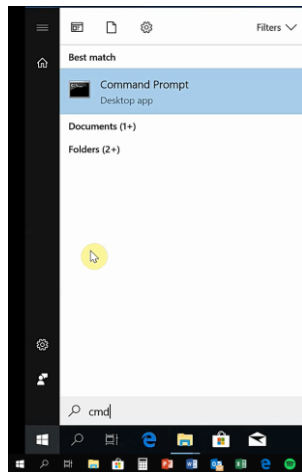 Filters
Best match
Command Prompt
Desktop app
Documents (1+)
Folders (2+)
cmd